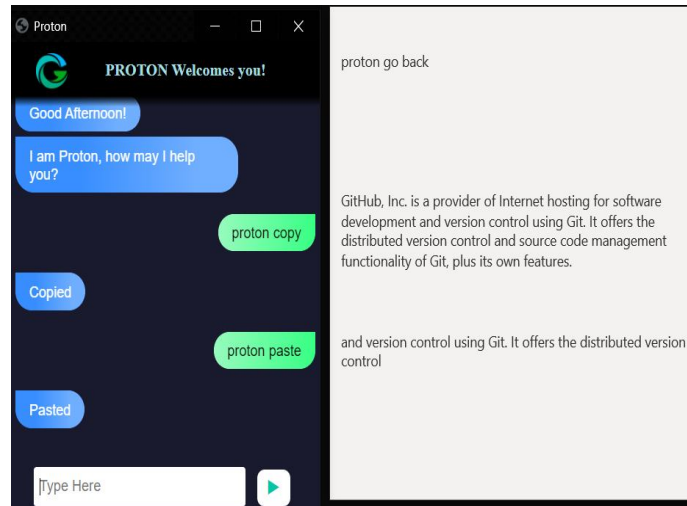 Proton
PROTON Welcomes you!
Good Afternoon!
I am Proton, how may I help
you?
proton copy
Copied
proton paste
Pasted
Type Here
proton go back
GitHub, Inc. is a provider of Internet hosting for software
development and version control using Git. It offers the
distributed version control and source code management
functionality of Git, plus its own features.
and version control using Git. It offers the distributed version
control